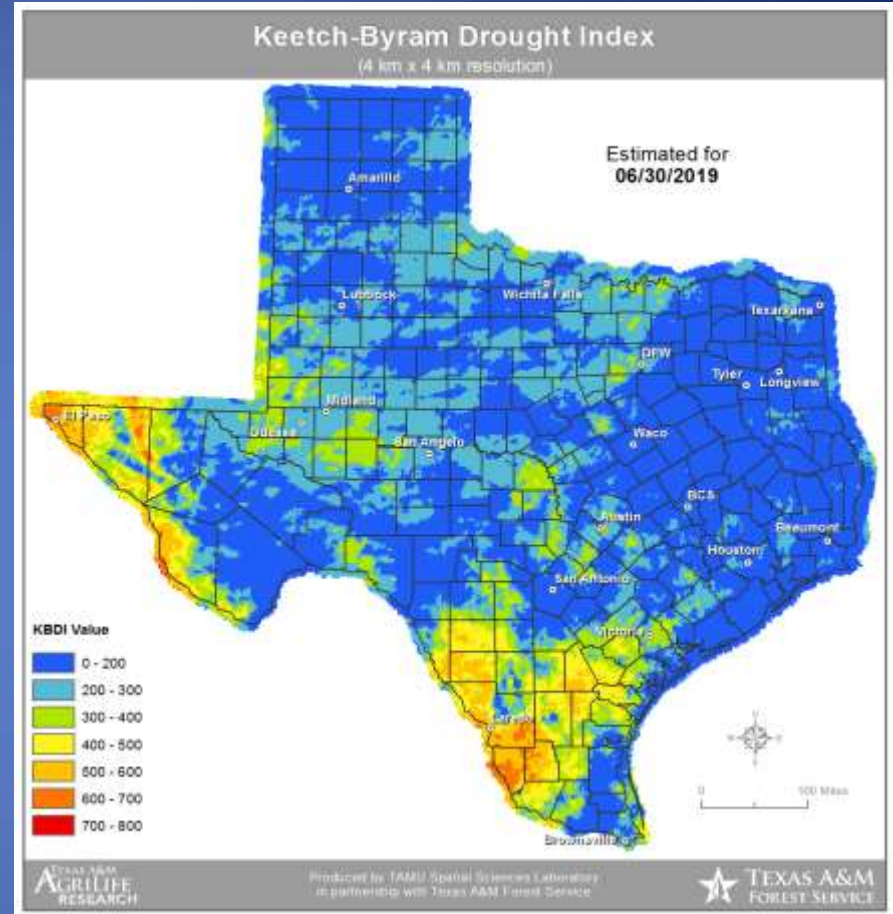 Keetch-Byram Drought Index
(4 km x 4 km resolution)
Estimated for
06/30/2019
Amarillo
Lubbock
Wichita Falls
Texarkana
DFW
Tyler
Longview
El Paso
Midland
Odessa
San Angelo
Waco
BCS
Austin
Beaumont
Houston
San Antonio
Victoria
Laredo
Brownsville
KBDI Value
0 - 200
200 - 300
300 - 400
400 - 500
500 - 600
600 - 700
700 - 800
N
W
E
S
0
100 Miles
TEXAS A&M
AGRILIFE
RESEARCH
Produced by TAMU Spatial Sciences Laboratory
in partnership with Texas A&M Forest Service
TEXAS A&M
FOREST SERVICE